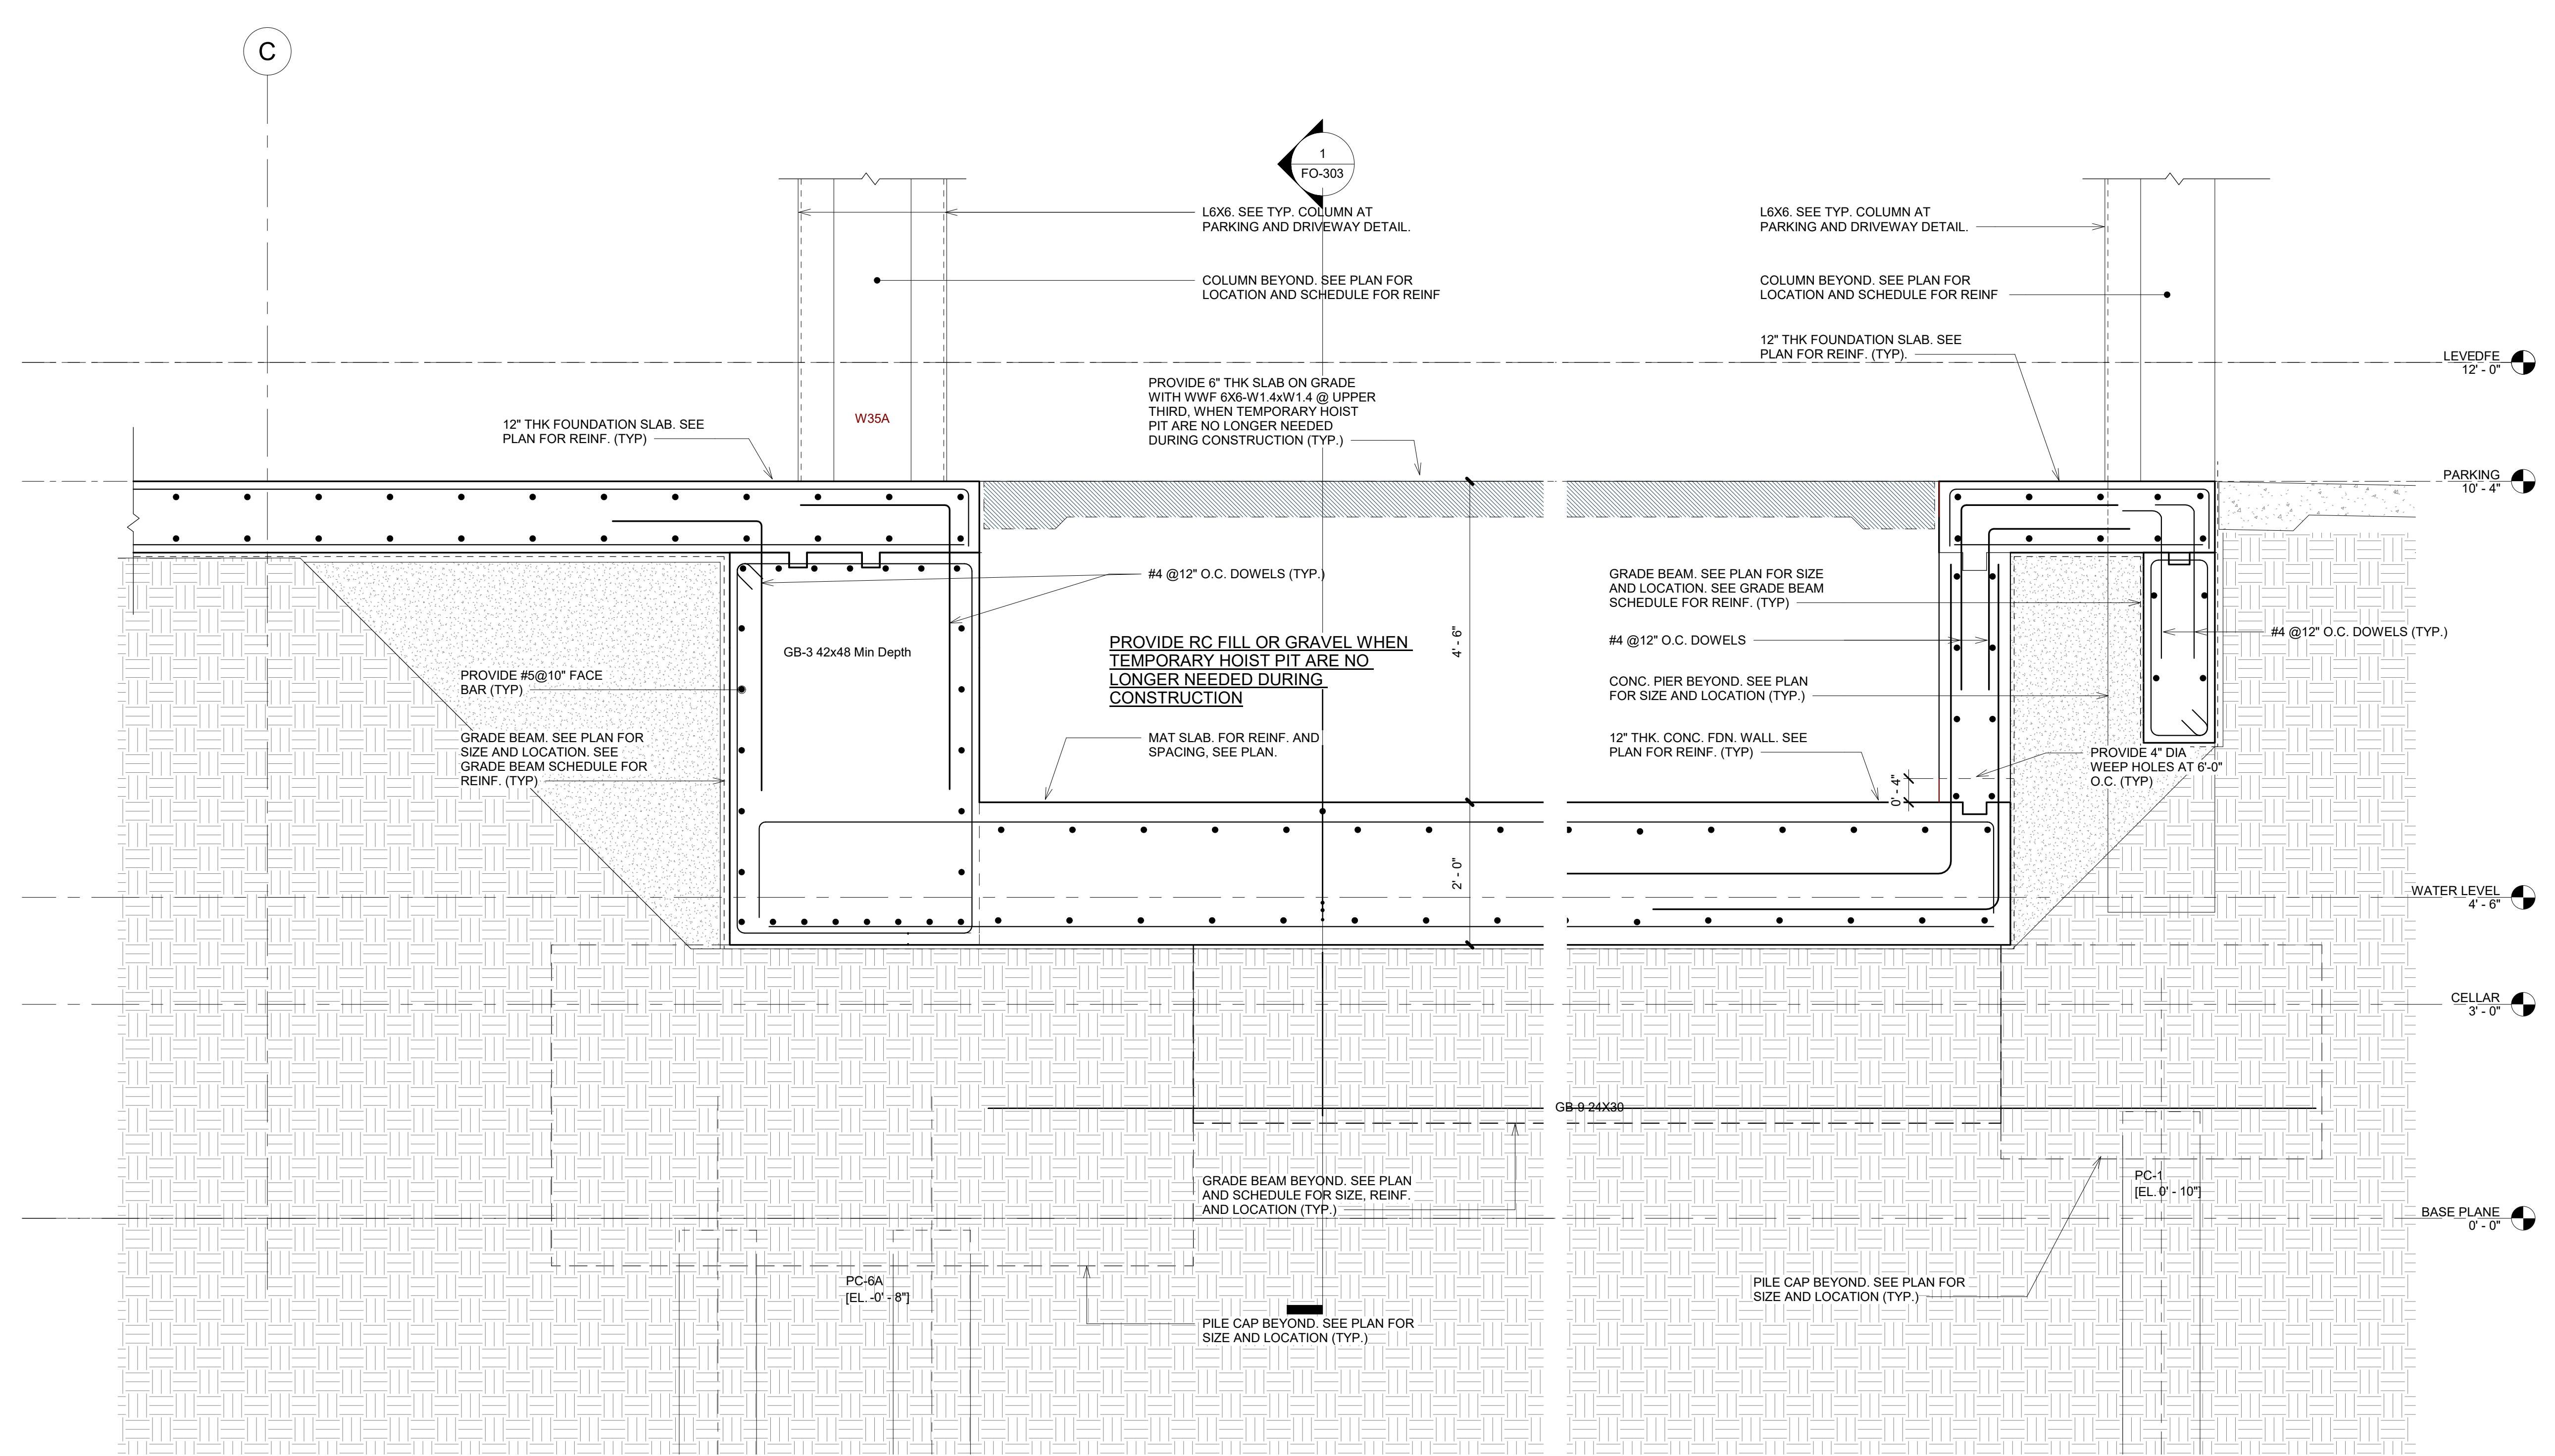 C
1
FO-303
L6X6. SEE TYP. COLUMN AT
PARKING AND DRIVEWAY DETAIL.
L6X6. SEE TYP. COLUMN AT
PARKING AND DRIVEWAY DETAIL.
COLUMN BEYOND. SEE PLAN FOR
LOCATION AND SCHEDULE FOR REINF
COLUMN BEYOND. SEE PLAN FOR
LOCATION AND SCHEDULE FOR REINF
12" THK FOUNDATION SLAB. SEE
PLAN FOR REINF. (TYP).
LEVEDFE
12' - 0"
PROVIDE 6" THK SLAB ON GRADE
WITH WWF 6X6-W1.4xW1.4 @ UPPER
THIRD, WHEN TEMPORARY HOIST
PIT ARE NO LONGER NEEDED
DURING CONSTRUCTION (TYP.)
W35A
12" THK FOUNDATION SLAB. SEE
PLAN FOR REINF. (TYP)
PARKING
10' - 4"
#4 @12" O.C. DOWELS (TYP.)
GRADE BEAM. SEE PLAN FOR SIZE
AND LOCATION. SEE GRADE BEAM
SCHEDULE FOR REINF. (TYP)
#4 @12" O.C. DOWELS
#4 @12" O.C. DOWELS (TYP.)
GB-3 42x48 Min Depth
PROVIDE RC FILL OR GRAVEL WHEN
TEMPORARY HOIST PIT ARE NO
LONGER NEEDED DURING
CONSTRUCTION
4' - 6"
PROVIDE #5@10" FACE
BAR (TYP)
CONC. PIER BEYOND. SEE PLAN
FOR SIZE AND LOCATION (TYP.)
GRADE BEAM. SEE PLAN FOR
SIZE AND LOCATION. SEE
GRADE BEAM SCHEDULE FOR
REINF. (TYP)
MAT SLAB. FOR REINF. AND
SPACING, SEE PLAN.
12" THK. CONC. FDN. WALL. SEE
PLAN FOR REINF. (TYP)
0' - 4"
PROVIDE 4" DIA
WEEP HOLES AT 6'-0"
O.C. (TYP)
2' - 0"
WATER LEVEL
4' - 6"
CELLAR
3' - 0"
GB-9 24X30
GRADE BEAM BEYOND. SEE PLAN
AND SCHEDULE FOR SIZE, REINF.
AND LOCATION (TYP.)
PC-1
[EL. 0' - 10"]
BASE PLANE
0' - 0"
PC-6A
[EL. -0' - 8"]
PILE CAP BEYOND. SEE PLAN FOR
SIZE AND LOCATION (TYP.)
PILE CAP BEYOND. SEE PLAN FOR
SIZE AND LOCATION (TYP.)